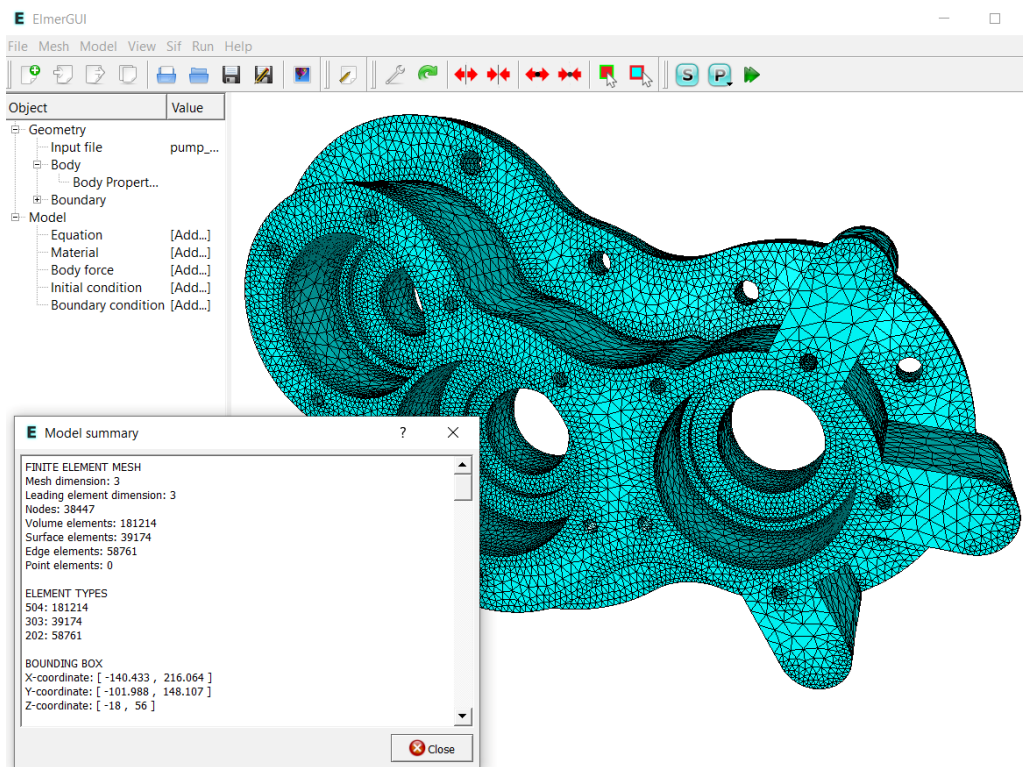 ElmerGUI
File Mesh Model View Sif Run Help
S P
Object Value
Geometry
Input file pump_...
Body
Body Propert...
Boundary
Model
Equation [Add...]
Material [Add...]
Body force [Add...]
Initial condition [Add...]
Boundary condition [Add...]
E Model summary ?
FINITE ELEMENT MESH
Mesh dimension: 3
Leading element dimension: 3
Nodes: 38447
Volume elements: 181214
Surface elements: 39174
Edge elements: 58761
Point elements: 0
ELEMENT TYPES
504: 181214
303: 39174
202: 58761
BOUNDING BOX
X-coordinate: [ -140.433 , 216.064 ]
Y-coordinate: [ -101.988 , 148.107 ]
Z-coordinate: [ -18 , 56 ]
Close